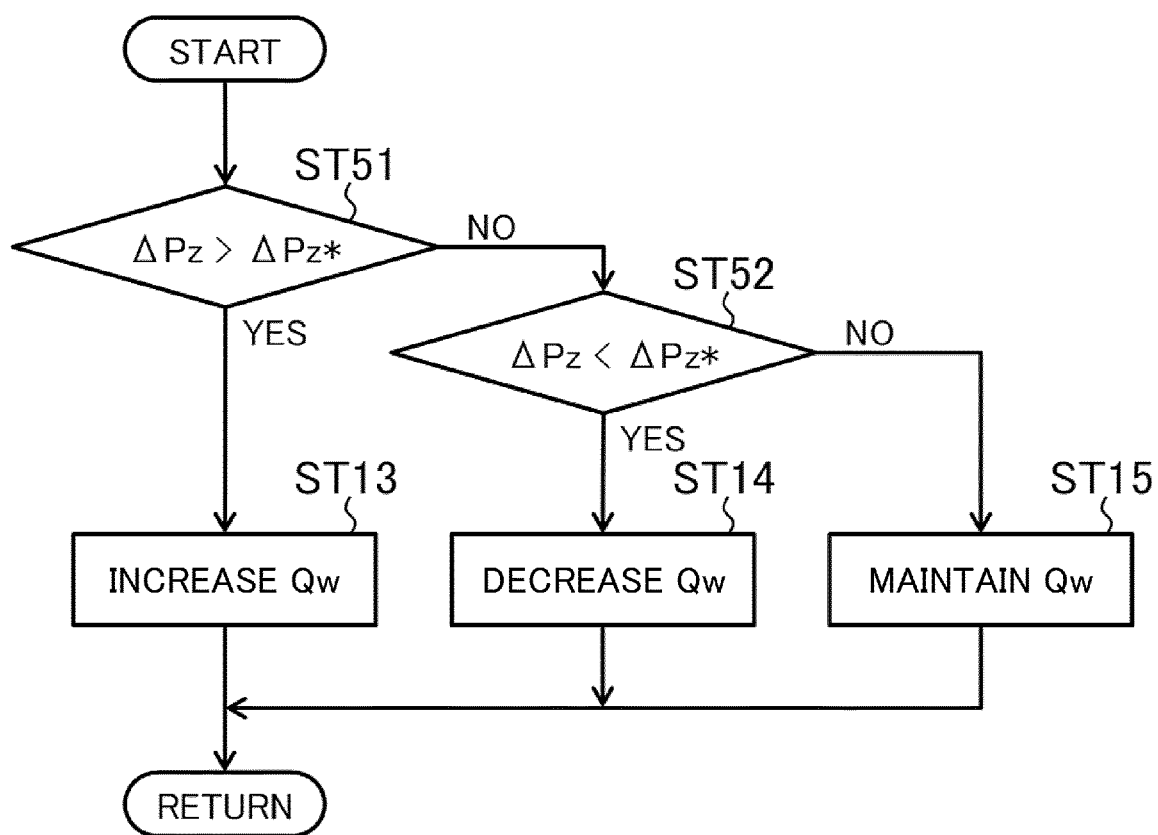 START
ST51
ΔPz > ΔPz*
NO
YES
ST52
ΔPz < ΔPz*
NO
YES
ST13
INCREASE Qw
ST14
DECREASE Qw
ST15
MAINTAIN Qw
RETURN